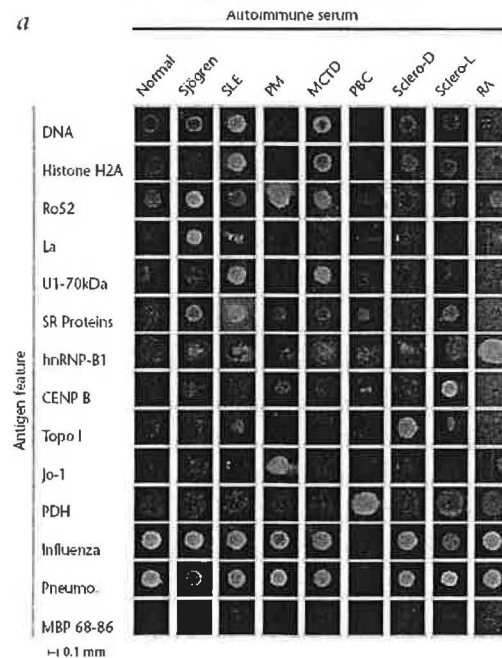 a
Autoimmune serum
Normal Sjögren SLE PM MCTD PBC Sclero-D Sclero-L RA
Antigen feature
DNA
Histone H2A
Ro52
La
U1-70kDa
SR Proteins
hnRNP-B1
CENP B
Topo I
Jo-1
PDH
Influenza
Pneumo.
MBP 68-86
0.1 mm